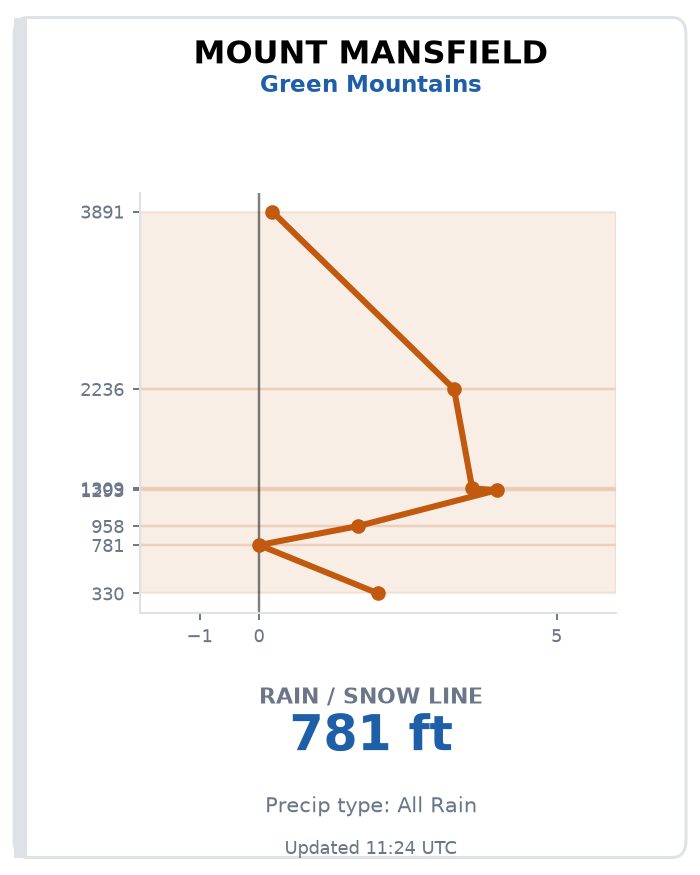 MOUNT MANSFIELD
Green Mountains
3891
2236
958
781
330
−1 0 5
RAIN / SNOW LINE
781 ft
Precip type: All Rain
Updated 11:24 UTC